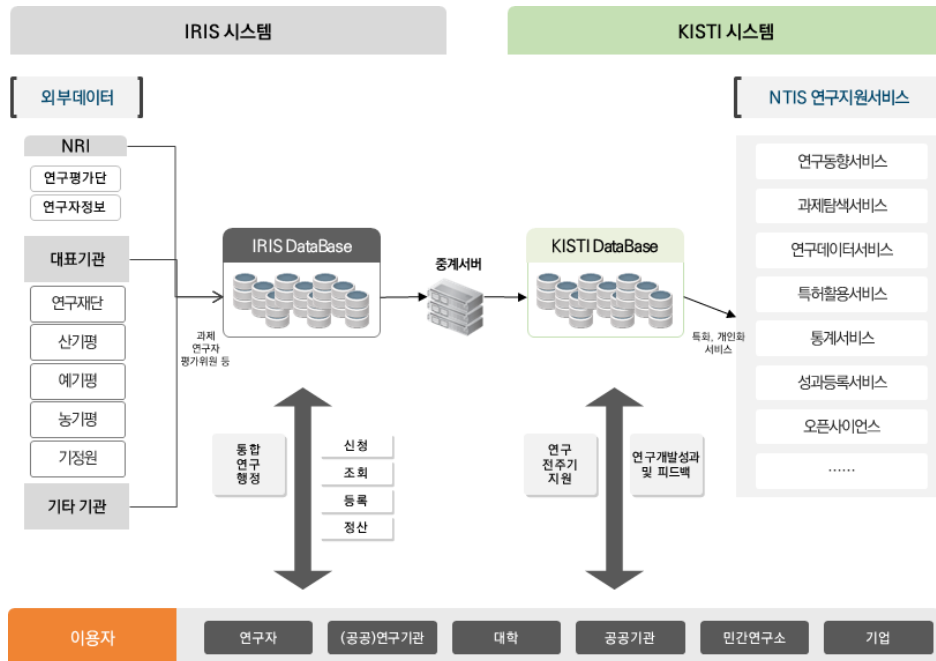 IRIS 시스템
KISTI 시스템
외부데이터
NTIS 연구지원서비스
NRI
연구평가단
연구자정보
대표기관
연구재단
산기평
예기평
농기평
기정원
기타 기관
과제
연구자
평가위원 등
IRIS DataBase
중계서버
KISTI DataBase
특화, 개인화
서비스
연구동향서비스
과제탐색서비스
연구데이터서비스
특허활용서비스
통계서비스
성과등록서비스
오픈사이언스
……
통합
연구
행정
신청
조회
등록
정산
연구
전주기
지원
연구개발성과
및 피드백
이용자
연구자
(공공)연구기관
대학
공공기관
민간연구소
기업